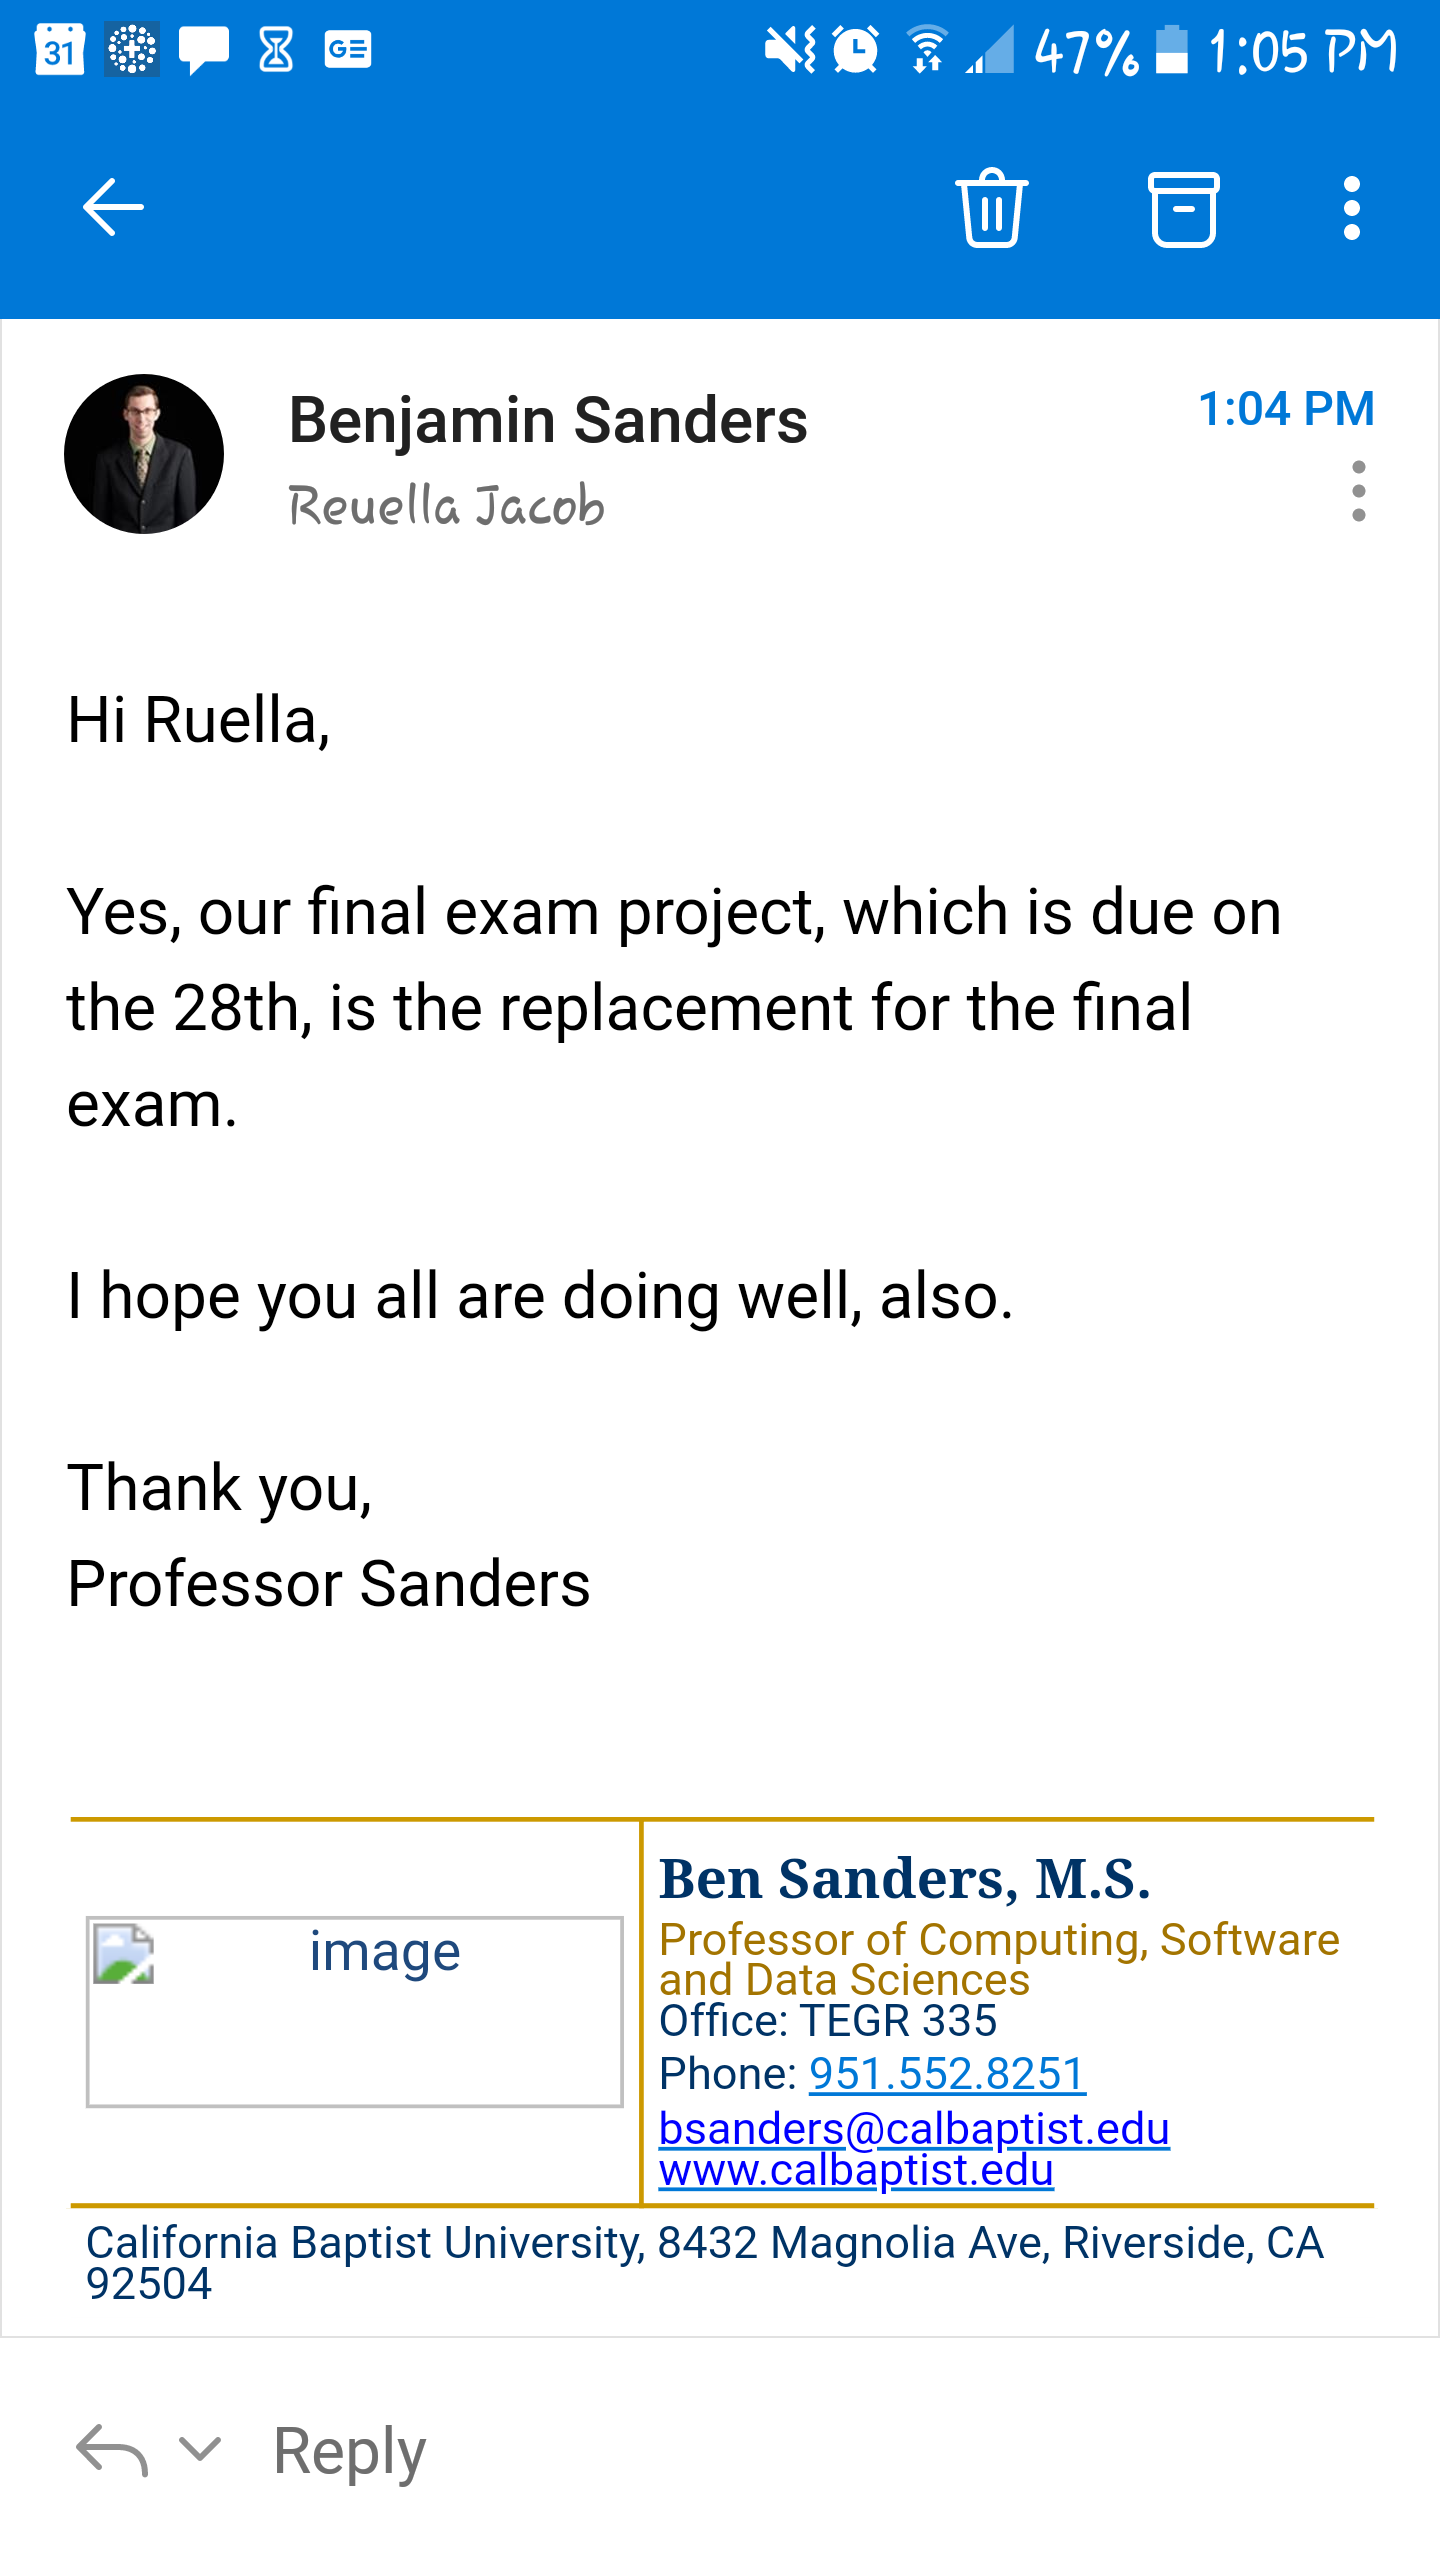 31 GE 47% 1:05 PM
Benjamin Sanders 1:04 PM
Reuella Jacob
Hi Ruella,
Yes, our final exam project, which is due on
the 28th, is the replacement for the final
exam.
I hope you all are doing well, also.
Thank you,
Professor Sanders
image
Ben Sanders, M.S.
Professor of Computing, Software
and Data Sciences
Office: TEGR 335
Phone: 951.552.8251
bsanders@calbaptist.edu
www.calbaptist.edu
California Baptist University, 8432 Magnolia Ave, Riverside, CA
92504
Reply